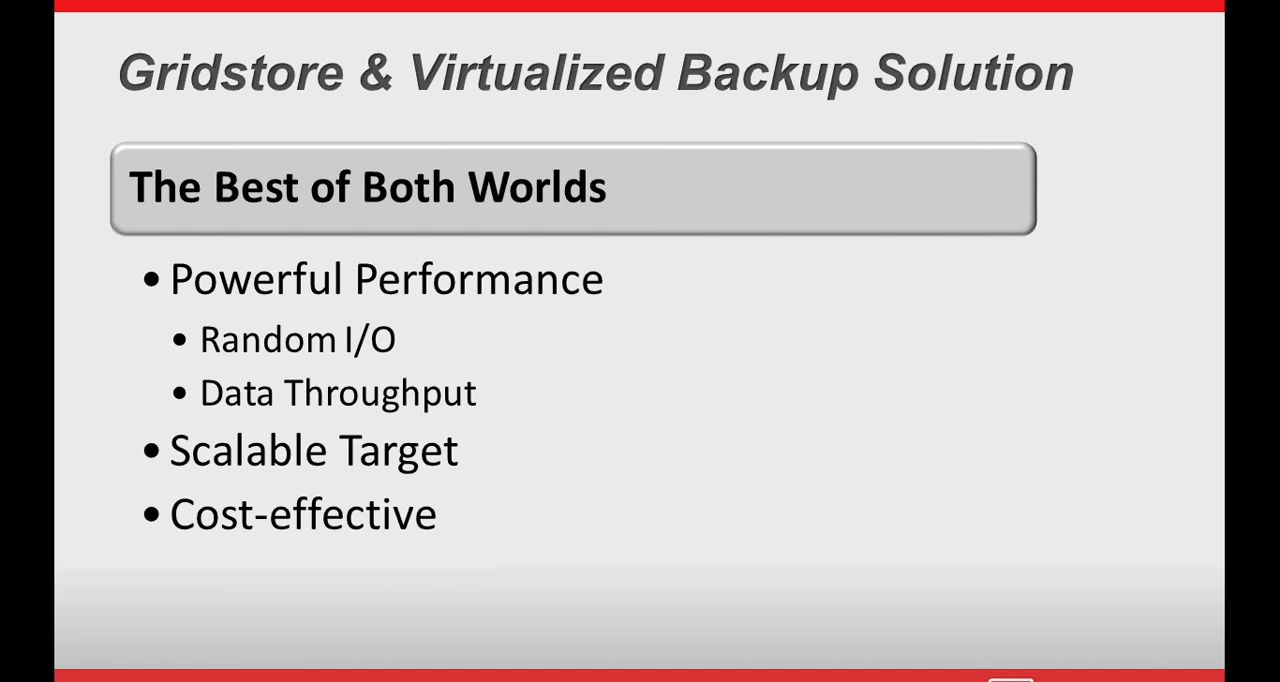 Gridstore & Virtualized Backup Solution
The Best of Both Worlds
• Powerful Performance
• Random I/O
• Data Throughput
• Scalable Target
• Cost-effective